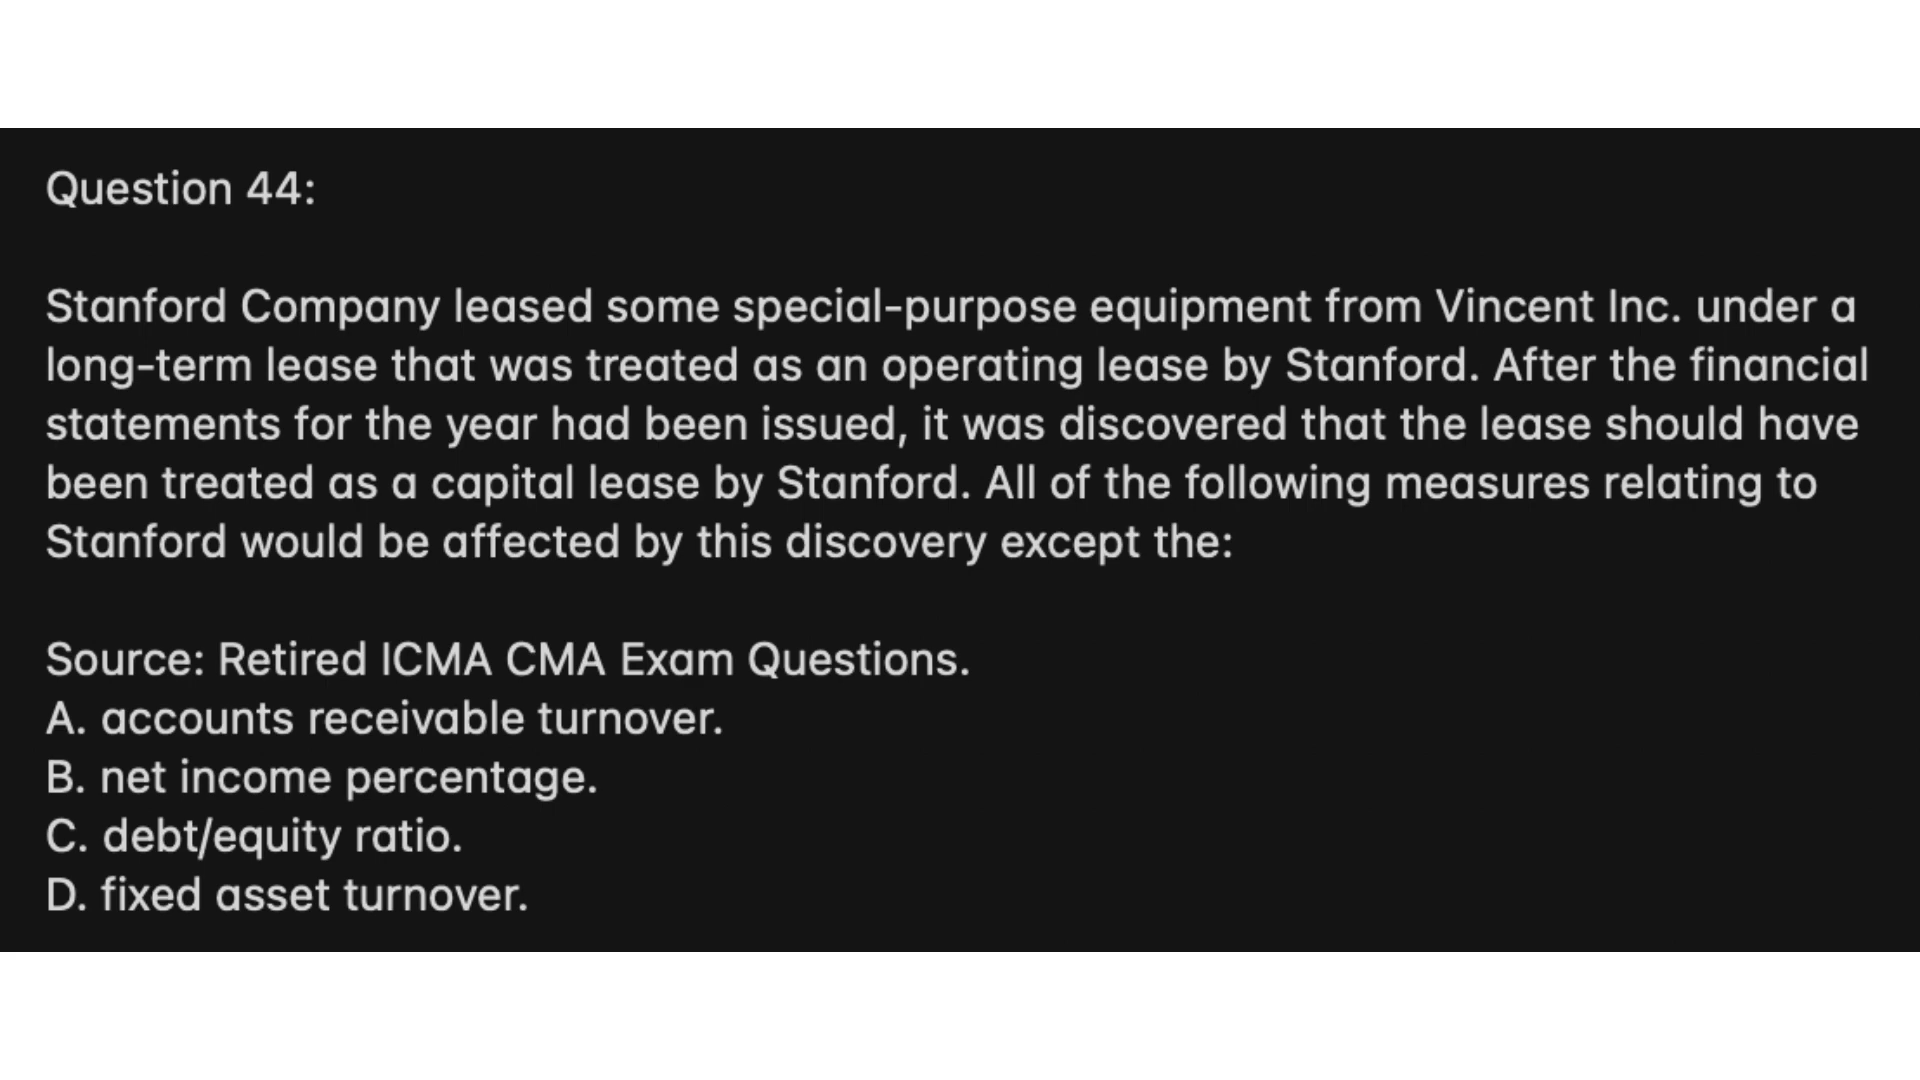 Question 44:
Stanford Company leased some special-purpose equipment from Vincent Inc. under a
long-term lease that was treated as an operating lease by Stanford. After the financial
statements for the year had been issued, it was discovered that the lease should have
been treated as a capital lease by Stanford. All of the following measures relating to
Stanford would be affected by this discovery except the:
Source: Retired ICMA CMA Exam Questions.
A. accounts receivable turnover.
B. net income percentage.
C. debt/equity ratio.
D. fixed asset turnover.